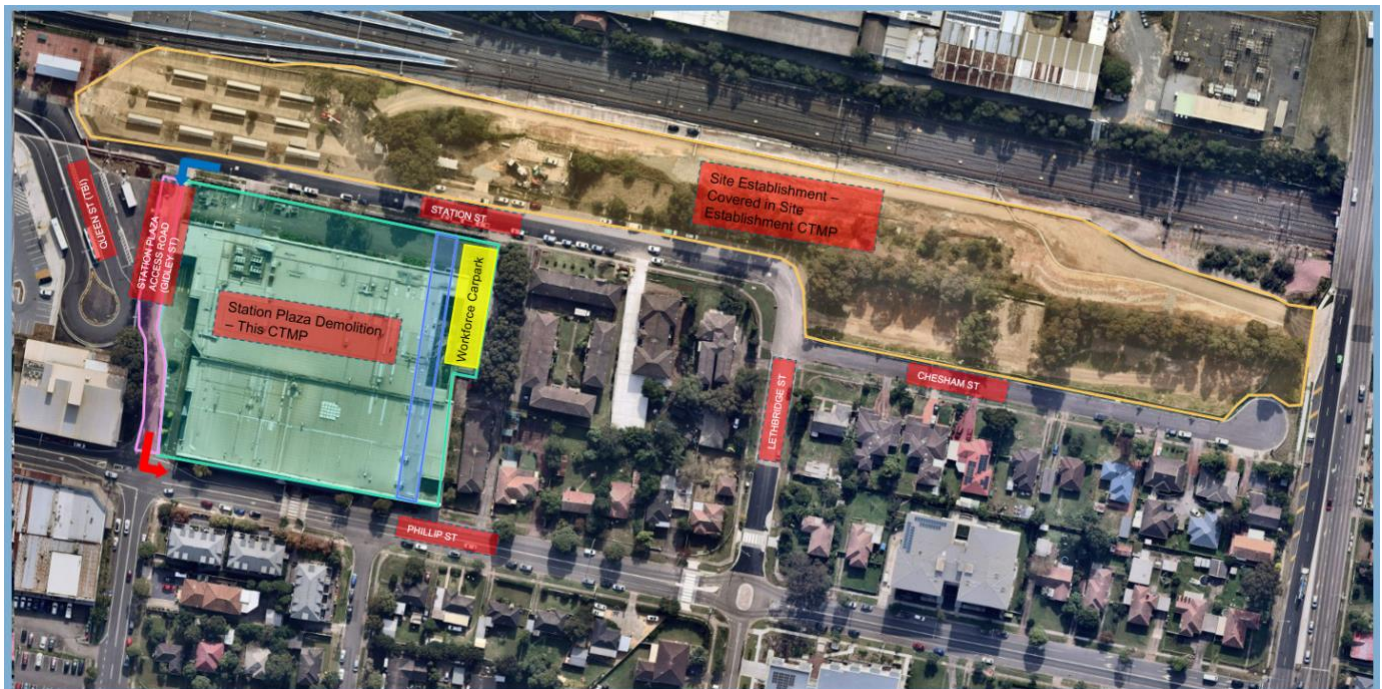 Site Establishment –
Covered in Site
Establishment CTMP
QUEEN ST (TBI)
STATION PLAZA
ACCESS ROAD
(GIDLEY ST)
STATION ST
Station Plaza Demolition
– This CTMP
Workforce Carpark
LETHBRIDGE ST
CHESHAM ST
PHILLIP ST